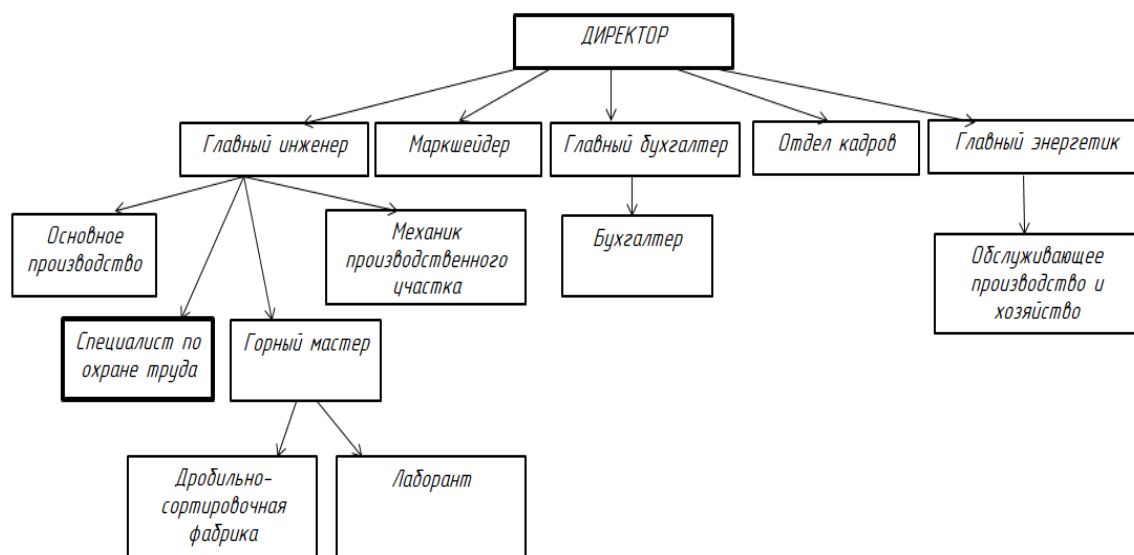 ДИРЕКТОР
Главный инженер
Маркшейдер
Главный бухгалтер
Отдел кадров
Главный энергетик
Основное
производство
Механик
производственного
участка
Бухгалтер
Обслуживающее
производство и
хозяйство
Специалист по
охране труда
Горный мастер
Дробильно-
сортировочная
фабрика
Лаборант